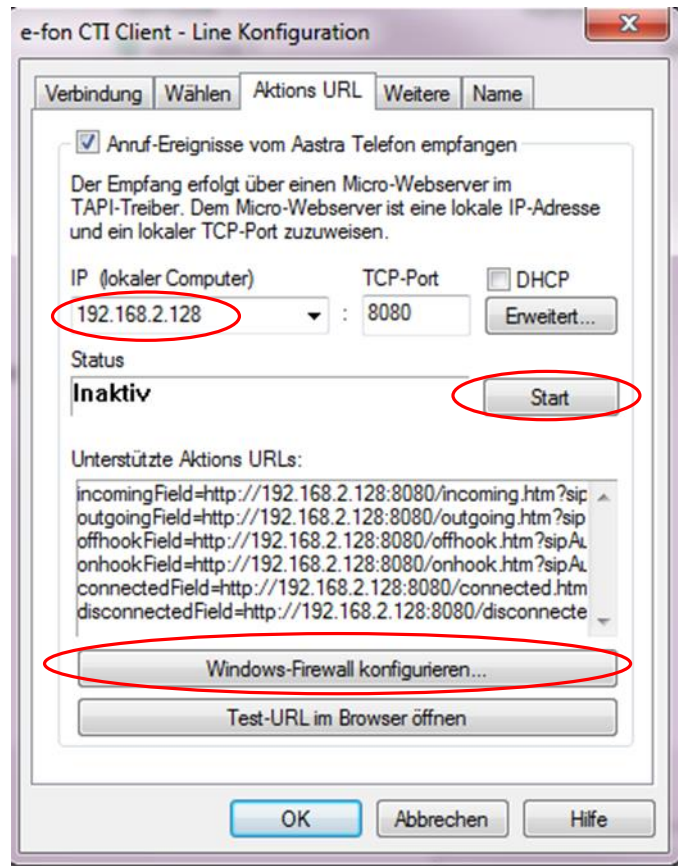 e-fon CTI Client - Line Konfiguration
Verbindung Wählen Aktions URL Weitere Name
Anruf-Ereignisse vom Aastra Telefon empfangen
Der Empfang erfolgt über einen Micro-Webserver im
TAPI-Treiber. Dem Micro-Webserver ist eine lokale IP-Adresse
und ein lokaler TCP-Port zuzuweisen.
IP (lokaler Computer) TCP-Port DHCP
192.168.2.128 : 8080 Erweitert...
Status
Inaktiv Start
Unterstützte Aktions URLs:
incomingField=http://192.168.2.128:8080/incoming.htm?sip
outgoingField=http://192.168.2.128:8080/outgoing.htm?sip
offhookField=http://192.168.2.128:8080/offhook.htm?sipAu
onhookField=http://192.168.2.128:8080/onhook.htm?sipAu
connectedField=http://192.168.2.128:8080/connected.htm
disconnectedField=http://192.168.2.128:8080/disconnecte
Windows-Firewall konfigurieren...
Test-URL im Browser öffnen
OK Abbrechen Hilfe